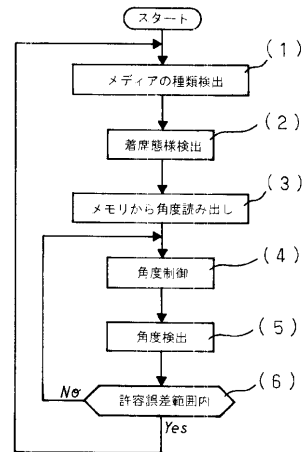 スタート
(1)
メディアの種類検出
(2)
着席態様検出
(3)
メモリから角度読み出し
(4)
角度制御
(5)
角度検出
(6)
No
許容誤差範囲内
Yes